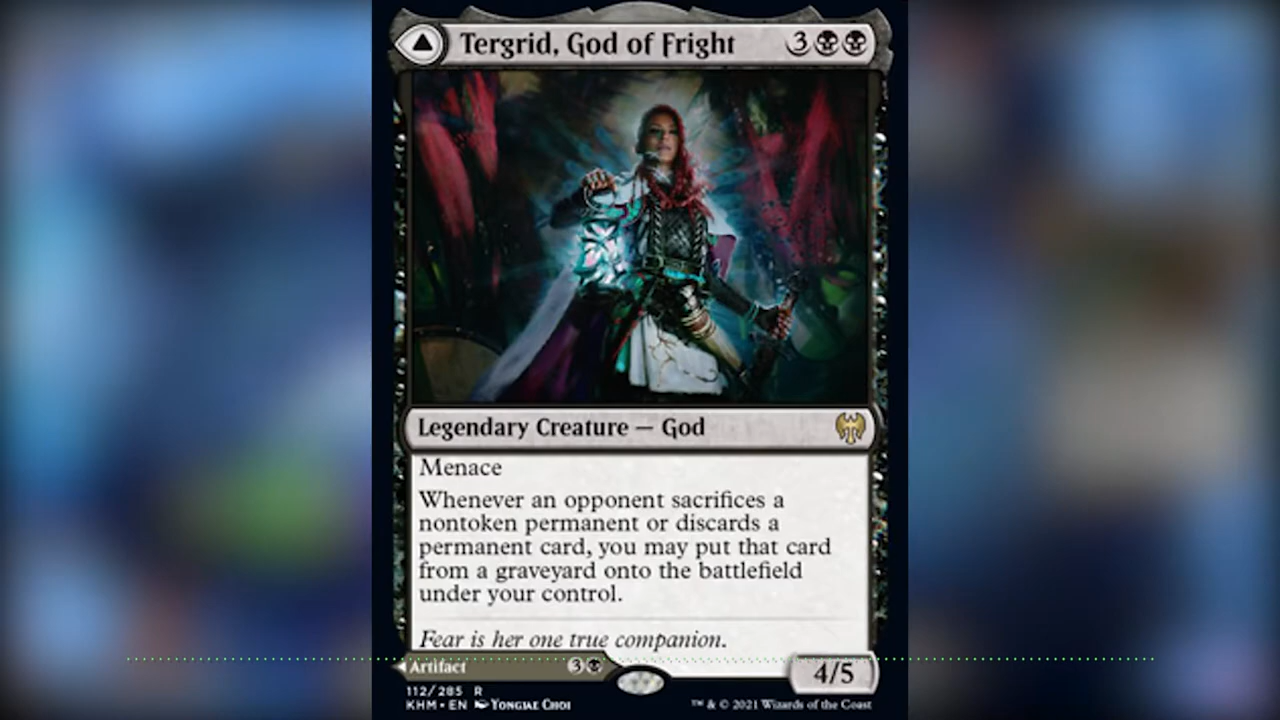 Tergrid, God of Fright 3
Legendary Creature — God
Menace
Whenever an opponent sacrifices a
nontoken permanent or discards a
permanent card, you may put that card
from a graveyard onto the battlefield
under your control.
Fear is her one true companion.
Artifact 3
4/5
112/285 R
KHM • EN Yongjae Choi
™ & © 2021 Wizards of the Coast